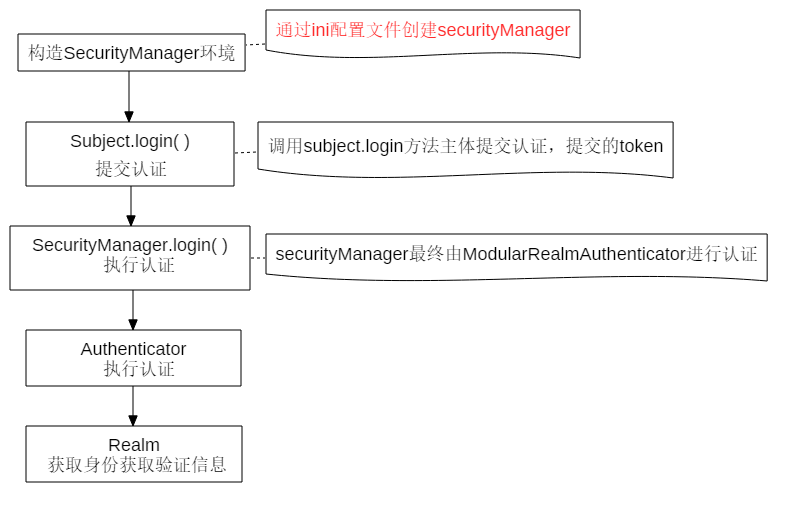 通过ini配置文件创建securityManager
构造SecurityManager环境
Subject.login( )
提交认证
调用subject.login方法主体提交认证，提交的token
SecurityManager.login( )
执行认证
securityManager最终由ModularRealmAuthenticator进行认证
Authenticator
执行认证
Realm
获取身份获取验证信息